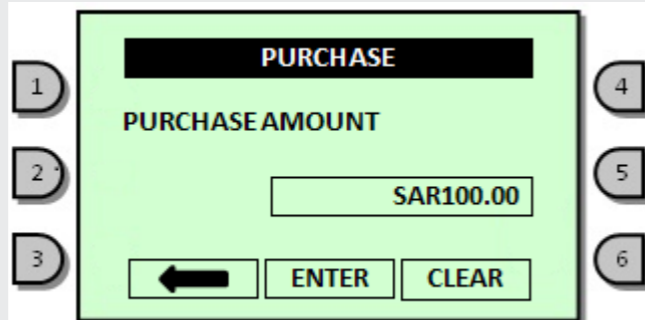 PURCHASE
1
4
PURCHASE AMOUNT
2
5
SAR100.00
3
ENTER
CLEAR
6